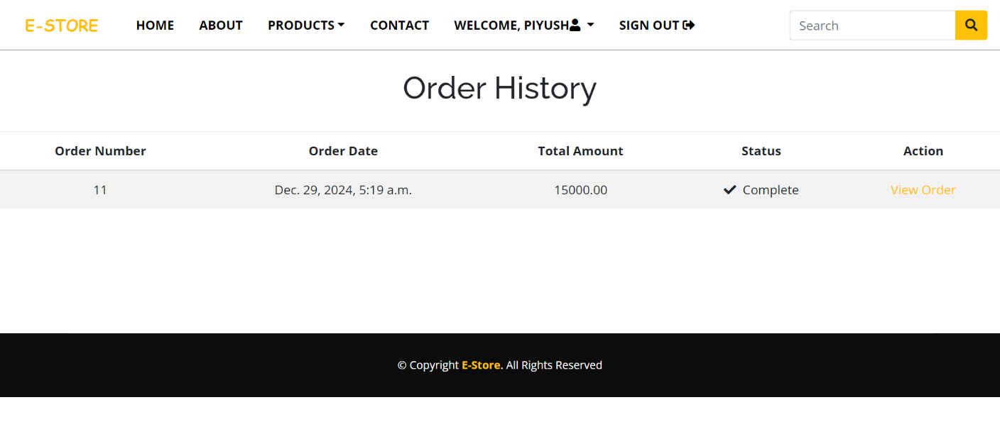 E-STORE HOME ABOUT PRODUCTS CONTACT WELCOME, PIYUSH SIGN OUT Search
Order History
Order Number Order Date Total Amount Status Action
11 Dec. 29, 2024, 5:19 a.m. 15000.00 Complete View Order
© Copyright E-Store. All Rights Reserved